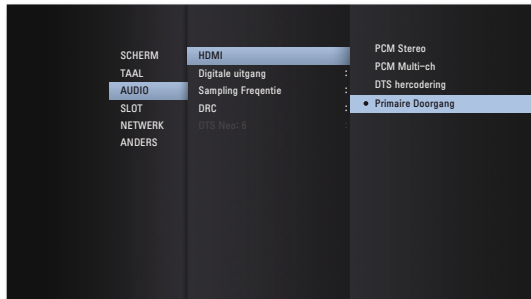 SCHERM
TAAL
AUDIO
SLOT
NETWERK
ANDERS
HDMI
Digitale uitgang :
Sampling Freqentie :
DRC :
DTS Neo: 6 :
PCM Stereo
PCM Multi-ch
DTS hercodering
● Primaire Doorgang